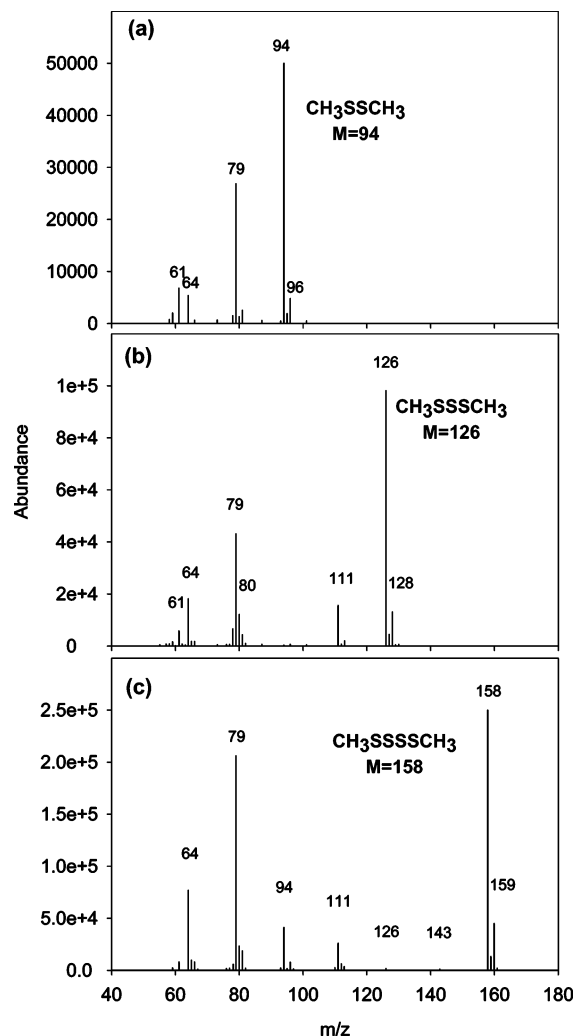 (a)
94
50000
CH3SSCH3
40000
M=94
30000
79
20000
10000
61
64
96
0
(b)
126
1e+5
CH3SSSCH3
M=126
8e+4
Abundance
6e+4
79
4e+4
64
2e+4
80
111
128
61
0
(c)
158
2.5e+5
79
CH3SSSSCH3
M=158
2.0e+5
1.5e+5
64
1.0e+5
94
111
159
5.0e+4
126
143
0.0
40 60 80 100 120 140 160 180
m/z